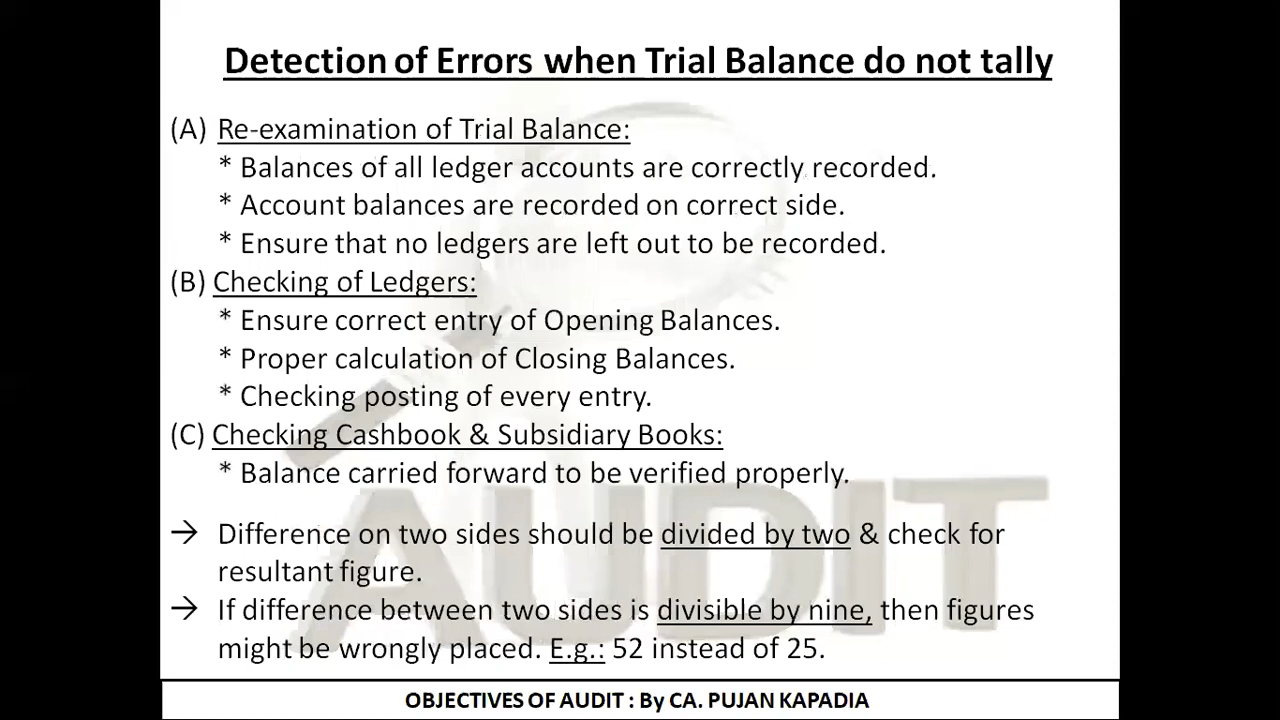 Detection of Errors when Trial Balance do not tally
(A) Re-examination of Trial Balance:
* Balances of all ledger accounts are correctly recorded.
* Account balances are recorded on correct side.
* Ensure that no ledgers are left out to be recorded.
(B) Checking of Ledgers:
* Ensure correct entry of Opening Balances.
* Proper calculation of Closing Balances.
* Checking posting of every entry.
(C) Checking Cashbook & Subsidiary Books:
* Balance carried forward to be verified properly.
→ Difference on two sides should be divided by two & check for
resultant figure.
→ If difference between two sides is divisible by nine, then figures
might be wrongly placed. E.g.: 52 instead of 25.
AUDIT
OBJECTIVES OF AUDIT : By CA. PUJAN KAPADIA